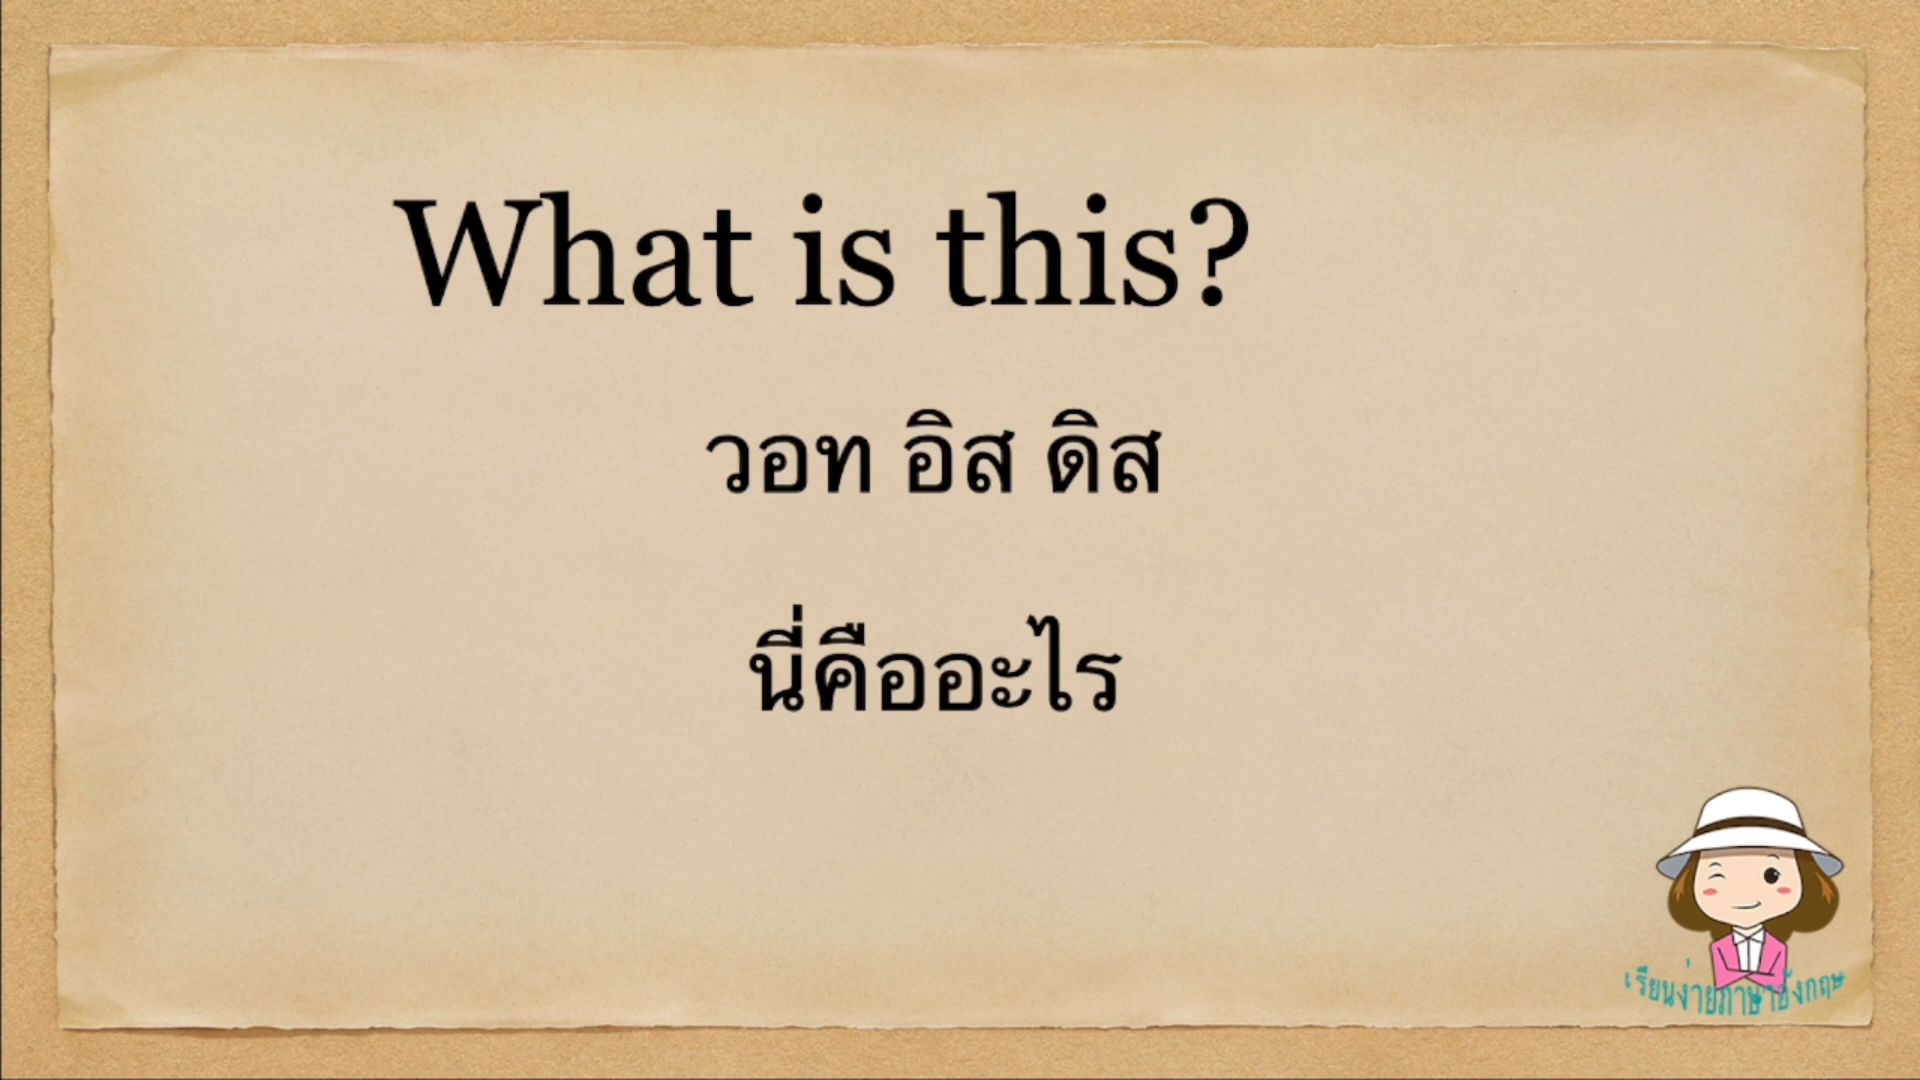 What is this?
วอท อิส ดิส
นี่คืออะไร
เรียนง่ายภาษาอังกฤษ